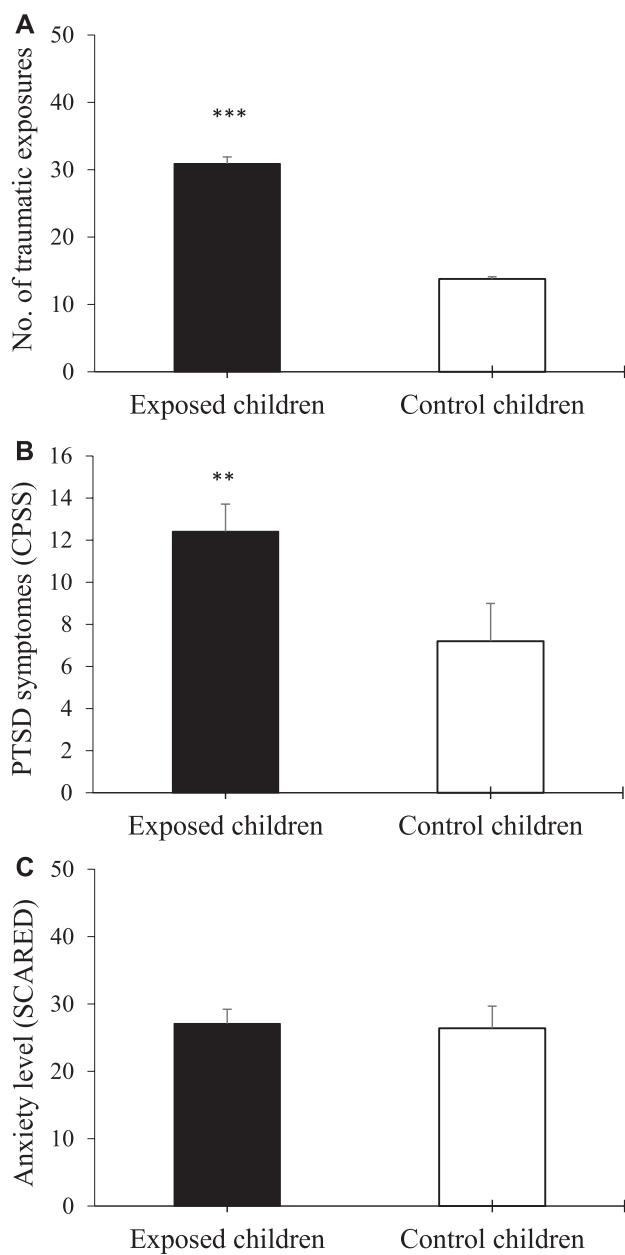 A
No. of traumatic exposures
50
40
30
20
10
0
***
Exposed children
Control children
B
PTSD symptomes (CPSS)
16
14
12
10
8
6
4
2
0
**
Exposed children
Control children
C
Anxiety level (SCARED)
50
40
30
20
10
0
Exposed children
Control children